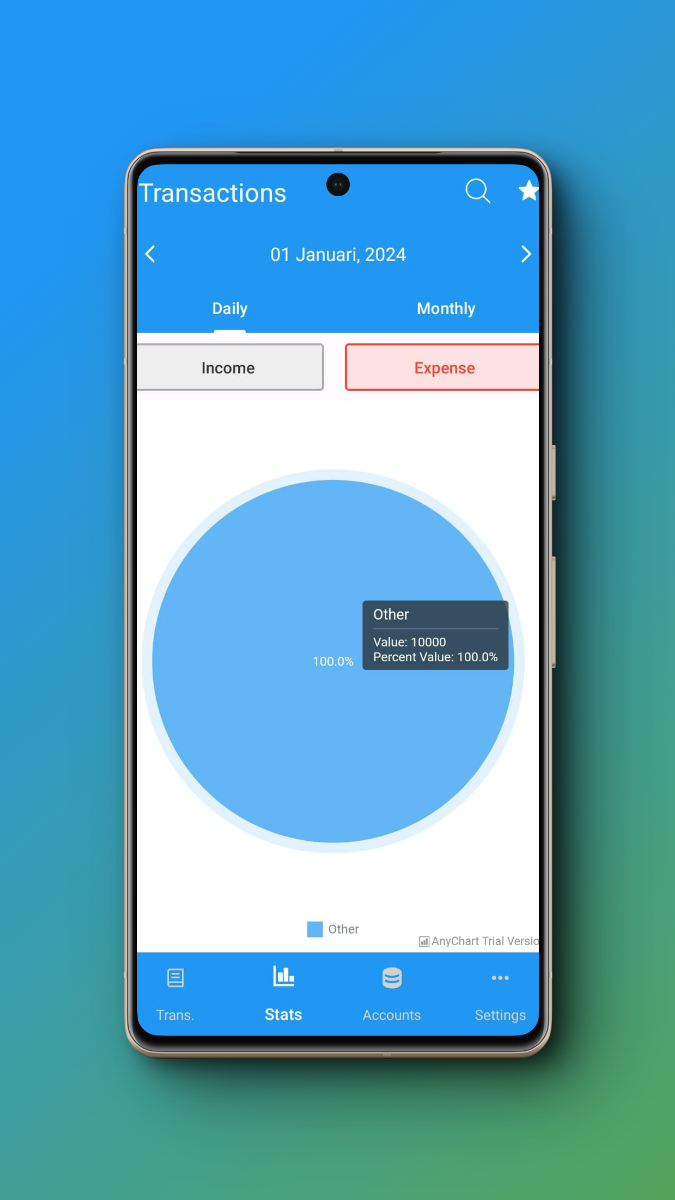 Transactions
01 Januari, 2024
Daily
Monthly
Income
Expense
Other
Value: 10000
Percent Value: 100.0%
100.0%
Other
AnyChart Trial Versio
Trans.
Stats
Accounts
Settings